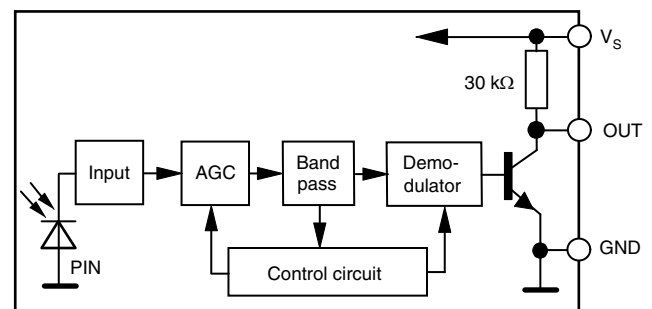 V_S
30 kΩ
OUT
Input
AGC
Band
pass
Demo-
dulator
GND
PIN
Control circuit